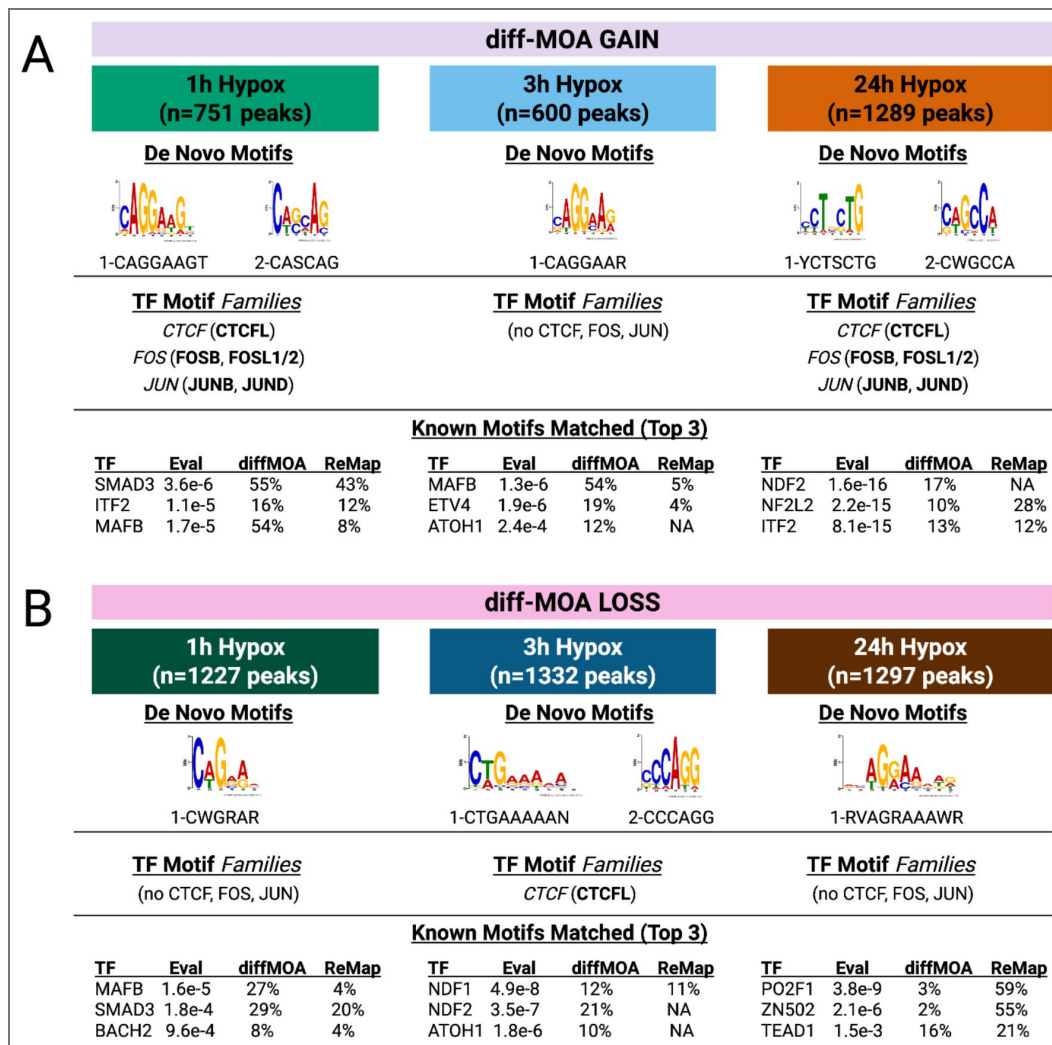 A
diff-MOA GAIN
1h Hypox
(n=751 peaks)
3h Hypox
(n=600 peaks)
24h Hypox
(n=1289 peaks)
De Novo Motifs
De Novo Motifs
De Novo Motifs
1-CAGGAAGT
2-CASCAG
1-CAGGAAR
1-YCTSCTG
2-CWGCCA
TF Motif Families
CTCF (CTCFL)
FOS (FOSB, FOSL1/2)
JUN (JUNB, JUND)
TF Motif Families
(no CTCF, FOS, JUN)
TF Motif Families
CTCF (CTCFL)
FOS (FOSB, FOSL1/2)
JUN (JUNB, JUND)
Known Motifs Matched (Top 3)
TF Eval diffMOA ReMap
SMAD3 3.6e-6 55% 43%
ITF2 1.1e-5 16% 12%
MAFB 1.7e-5 54% 8%
TF Eval diffMOA ReMap
MAFB 1.3e-6 54% 5%
ETV4 1.9e-6 19% 4%
ATOH1 2.4e-4 12% NA
TF Eval diffMOA ReMap
NDF2 1.6e-16 17% NA
NF2L2 2.2e-15 10% 28%
ITF2 8.1e-15 13% 12%
B
diff-MOA LOSS
1h Hypox
(n=1227 peaks)
3h Hypox
(n=1332 peaks)
24h Hypox
(n=1297 peaks)
De Novo Motifs
De Novo Motifs
De Novo Motifs
1-CWGRAR
1-CTGAAAAAN
2-CCCAGG
1-RVAGRAAAWR
TF Motif Families
(no CTCF, FOS, JUN)
TF Motif Families
CTCF (CTCFL)
TF Motif Families
(no CTCF, FOS, JUN)
Known Motifs Matched (Top 3)
TF Eval diffMOA ReMap
MAFB 1.6e-5 27% 4%
SMAD3 1.8e-4 29% 20%
BACH2 9.6e-4 8% 4%
TF Eval diffMOA ReMap
NDF1 4.9e-8 12% 11%
NDF2 3.5e-7 21% NA
ATOH1 1.8e-6 10% NA
TF Eval diffMOA ReMap
PO2F1 3.8e-9 3% 59%
ZN502 2.1e-6 2% 55%
TEAD1 1.5e-3 16% 21%